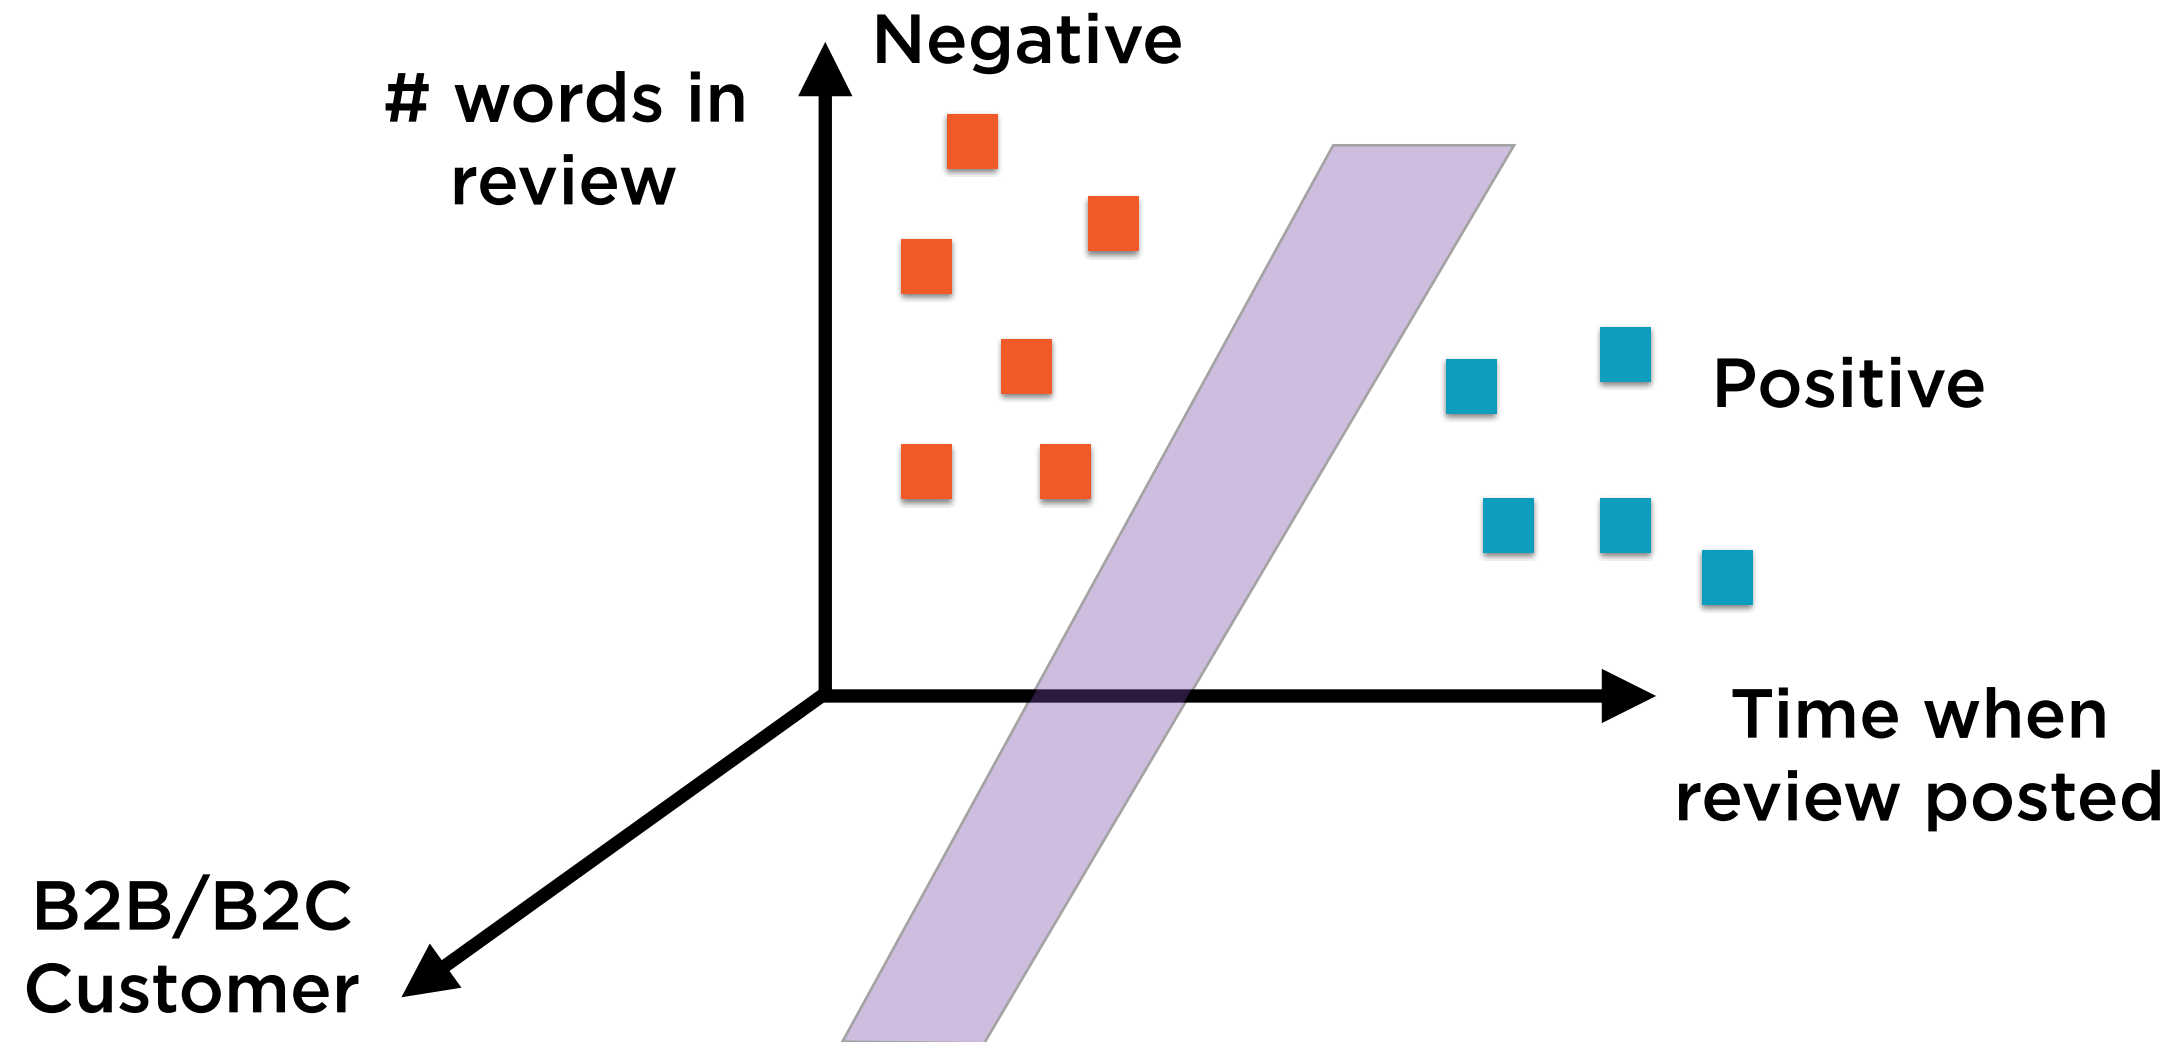 Negative
# words in
review
Positive
Time when
review posted
B2B/B2C
Customer